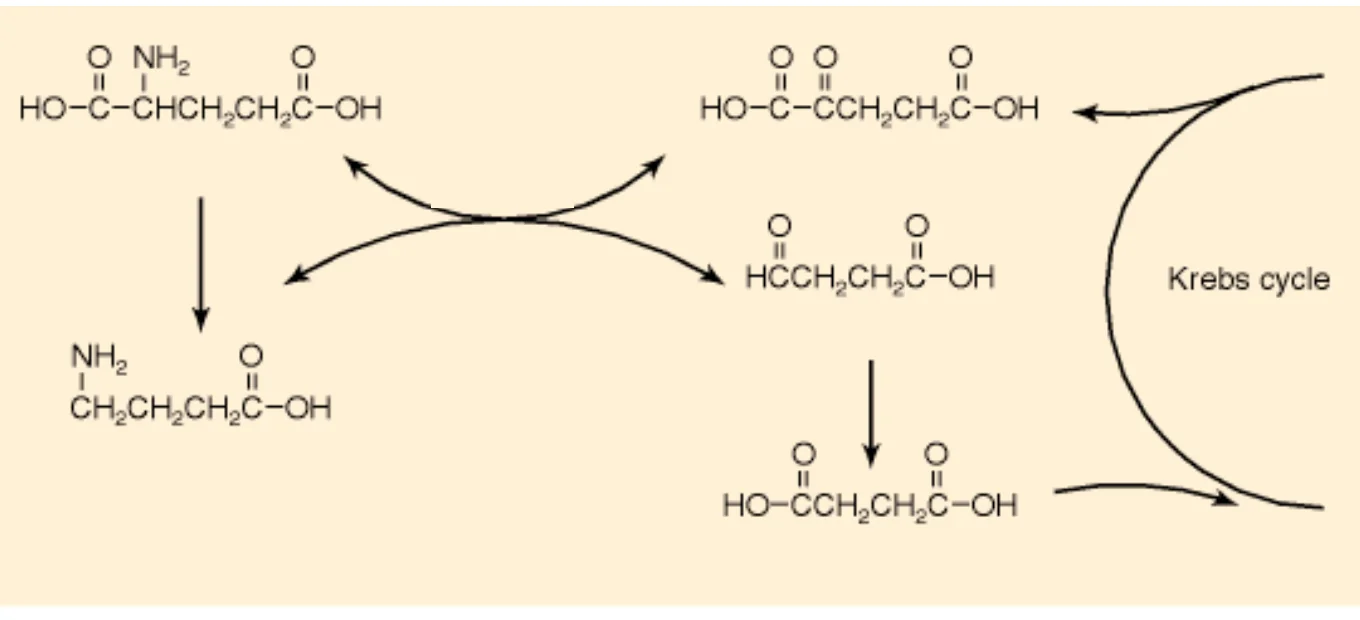 O NH₂ O
HO–C–CHCH₂CH₂C–OH
O O O
HO–C–CCH₂CH₂C–OH
O O
HCCH₂CH₂C–OH
Krebs cycle
NH₂ O
CH₂CH₂CH₂C–OH
O O
HO–CCH₂CH₂C–OH